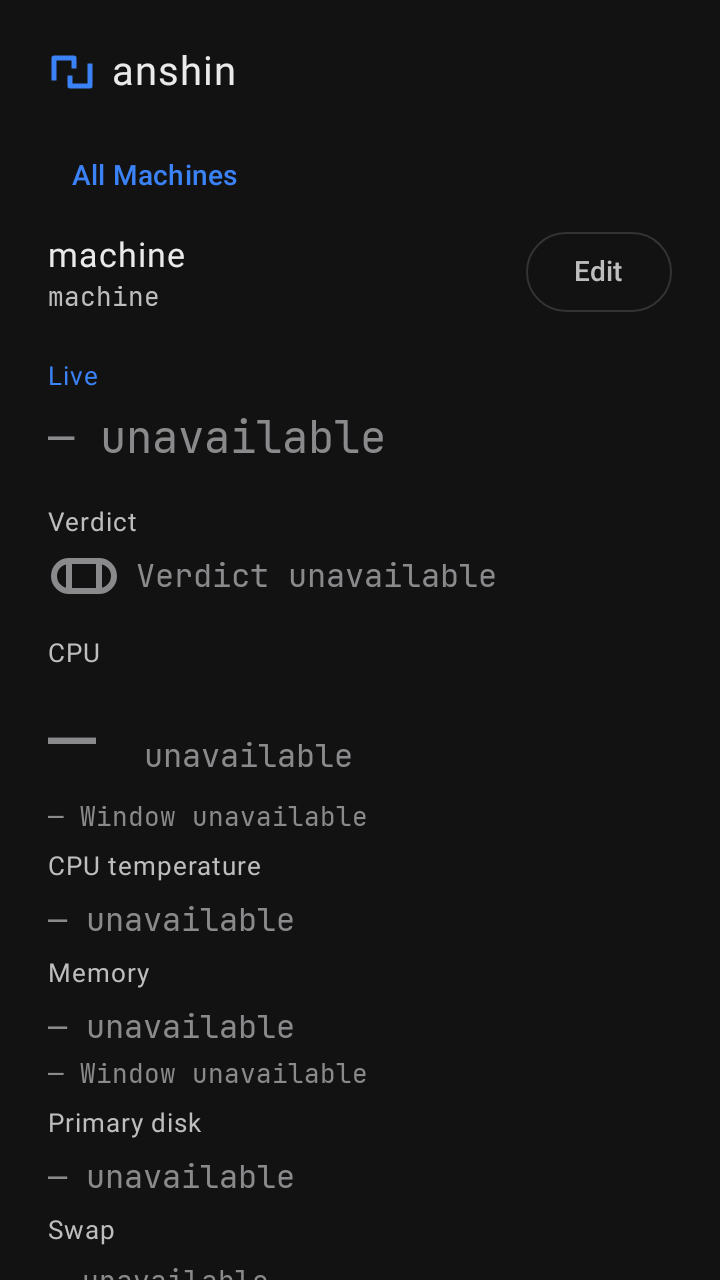 anshin
All Machines
machine
Edit
machine
Live
— unavailable
Verdict
Verdict unavailable
CPU
— unavailable
— Window unavailable
CPU temperature
— unavailable
Memory
— unavailable
— Window unavailable
Primary disk
— unavailable
Swap
unavailable